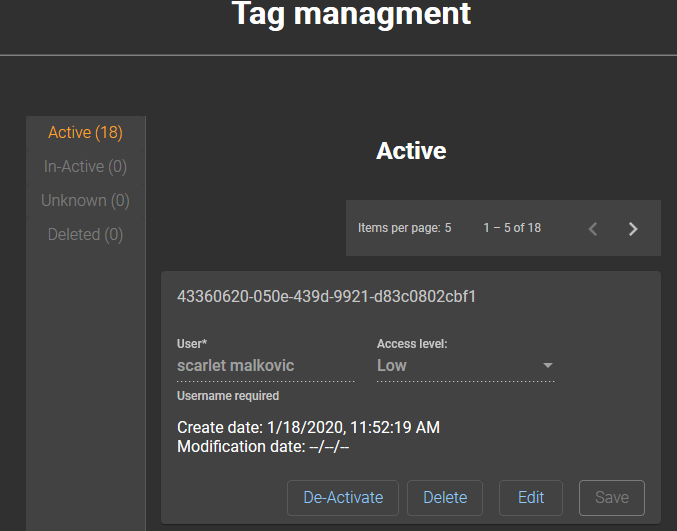 Tag managment
Active (18)
In-Active (0)
Unknown (0)
Deleted (0)
Active
Items per page: 5 1 – 5 of 18
43360620-050e-439d-9921-d83c0802cbf1
User* Access level:
scarlet malkovic Low
Username required
Create date: 1/18/2020, 11:52:19 AM
Modification date: --/--/--
De-Activate Delete Edit Save